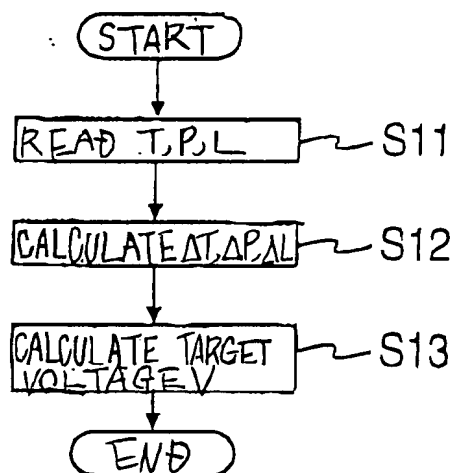 START
READ T,P,L
S11
CALCULATE ΔT,ΔP,ΔL
S12
CALCULATE TARGET
VOLTAGE V
S13
END